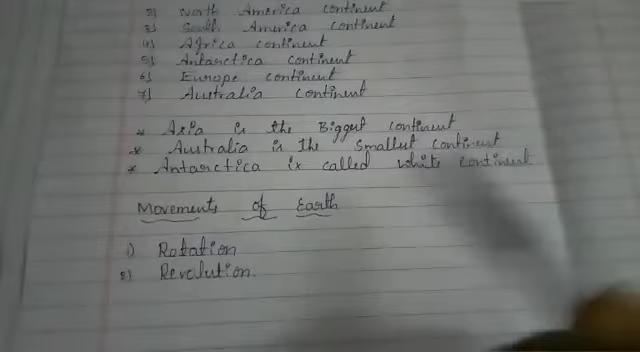 2) North America continent
3) South America continent
4) Africa continent
5) Antarctica continent
6) Europe continent
7) Australia continent
* Asia is the Biggest continent
* Australia is the smallest continent
* Antarctica is called white continent
Movements of Earth
1) Rotation
2) Revolution.